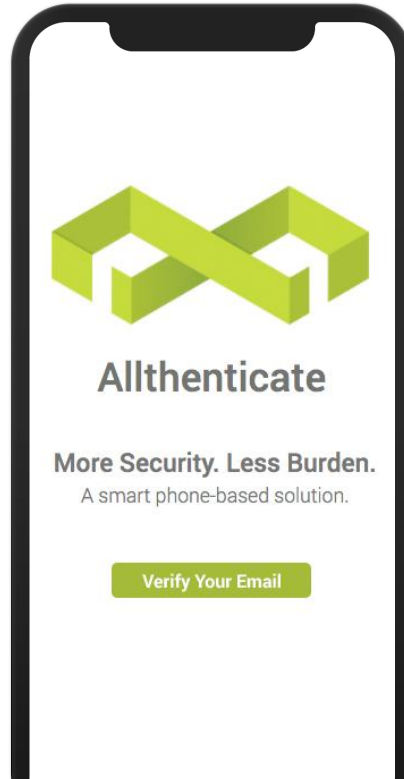 Allthenticate
More Security. Less Burden.
A smart phone-based solution.
Verify Your Email